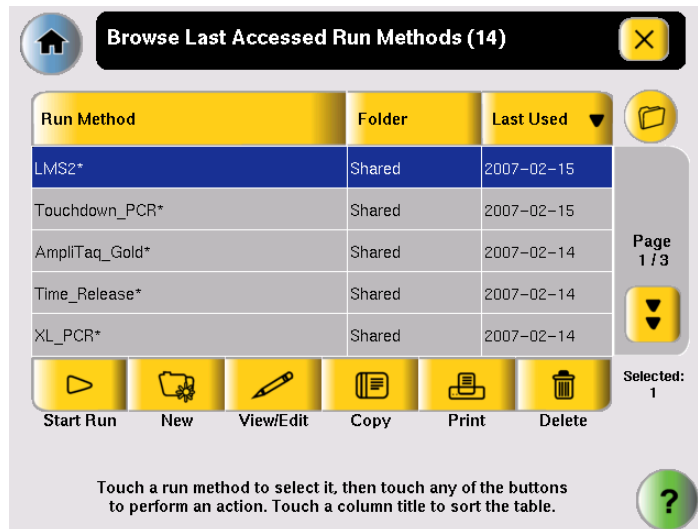 Browse Last Accessed Run Methods (14)
Run Method Folder Last Used
LMS2* Shared 2007-02-15
Touchdown_PCR* Shared 2007-02-15
AmpliTaq_Gold* Shared 2007-02-14
Time_Release* Shared 2007-02-14
XL_PCR* Shared 2007-02-14
Page
1 / 3
Selected:
1
Start Run New View/Edit Copy Print Delete
Touch a run method to select it, then touch any of the buttons
to perform an action. Touch a column title to sort the table.
?